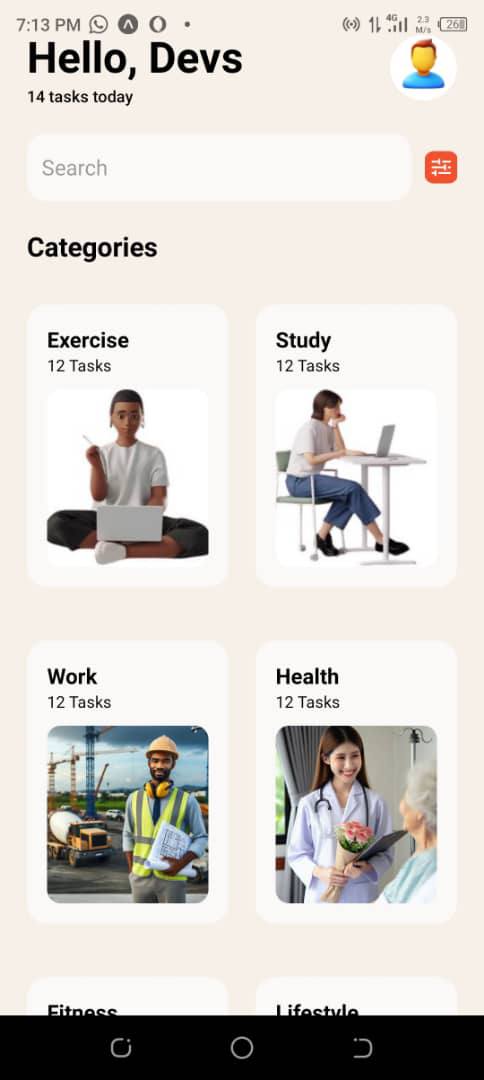 7:13 PM
4G 2.3 M/s 26
Hello, Devs
14 tasks today
Search
Categories
Exercise
12 Tasks
Study
12 Tasks
Work
12 Tasks
Health
12 Tasks
Fitness
Lifestyle